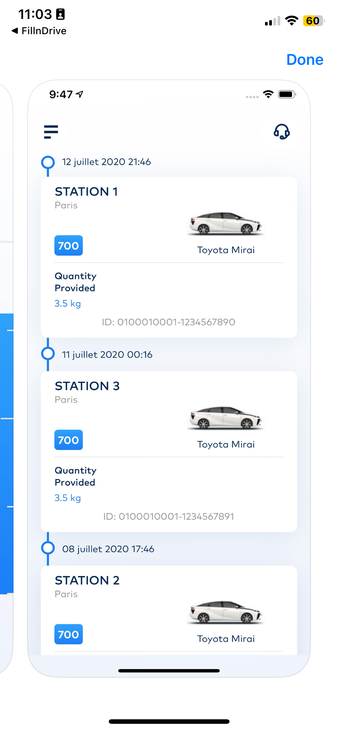 11:03
60
◀ FillnDrive
Done
9:47
12 juillet 2020 21:46
STATION 1
Paris
700
Toyota Mirai
Quantity
Provided
3.5 kg
ID: 0100010001-1234567890
11 juillet 2020 00:16
STATION 3
Paris
700
Toyota Mirai
Quantity
Provided
3.5 kg
ID: 0100010001-1234567891
08 juillet 2020 17:46
STATION 2
Paris
700
Toyota Mirai